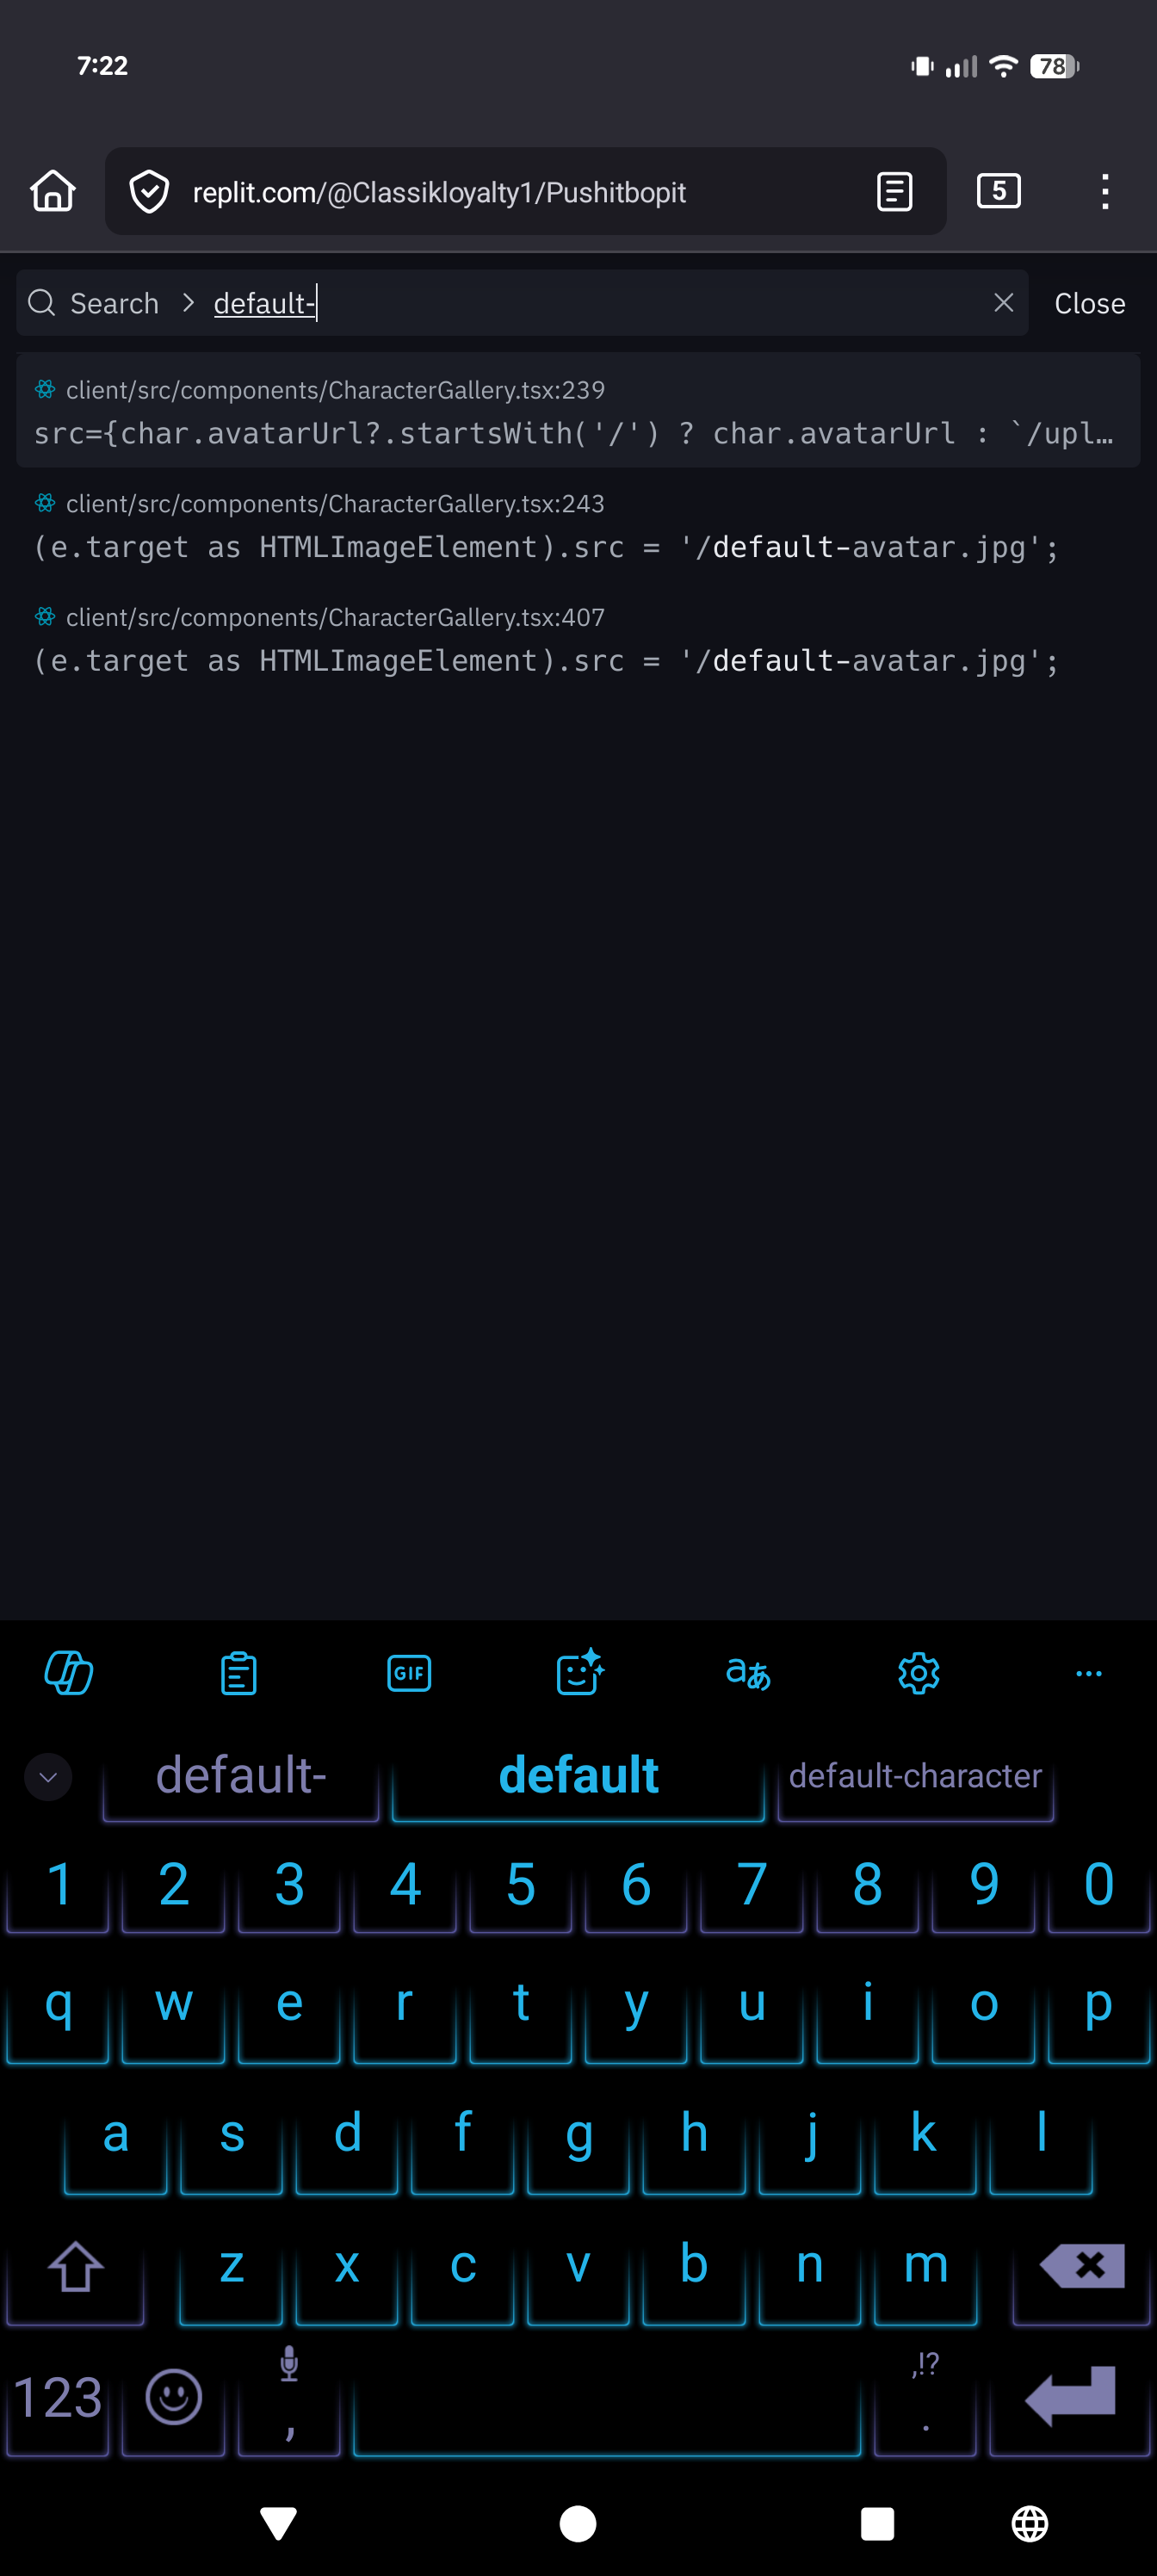 7:22
78
replit.com/@Classikloyalty1/Pushitbopit
5
Search > default-
Close
client/src/components/CharacterGallery.tsx:239
src={char.avatarUrl?.startsWith('/') ? char.avatarUrl : `/upl…
client/src/components/CharacterGallery.tsx:243
(e.target as HTMLImageElement).src = '/default-avatar.jpg';
client/src/components/CharacterGallery.tsx:407
(e.target as HTMLImageElement).src = '/default-avatar.jpg';
GIF
aあ
default- default default-character
1 2 3 4 5 6 7 8 9 0
q w e r t y u i o p
a s d f g h j k l
z x c v b n m
123 , ,!? .